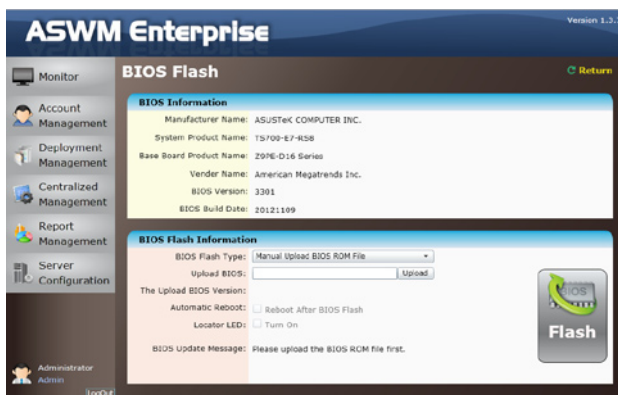 ASWM Enterprise
Version 1.3.
Monitor
Account
Management
Deployment
Management
Centralized
Management
Report
Management
Server
Configuration
Administrator
Admin
LogOut
BIOS Flash
Return
BIOS Information
Manufacturer Name: ASUSTeK COMPUTER INC.
System Product Name: TS700-E7-RS8
Base Board Product Name: Z9PE-D16 Series
Vender Name: American Megatrends Inc.
BIOS Version: 3301
BIOS Build Date: 20121109
BIOS Flash Information
BIOS Flash Type: Manual Upload BIOS ROM File
Upload BIOS: Upload
The Upload BIOS Version:
Automatic Reboot: Reboot After BIOS Flash
Locator LED: Turn On
BIOS Update Message: Please upload the BIOS ROM file first.
BIOS
Flash